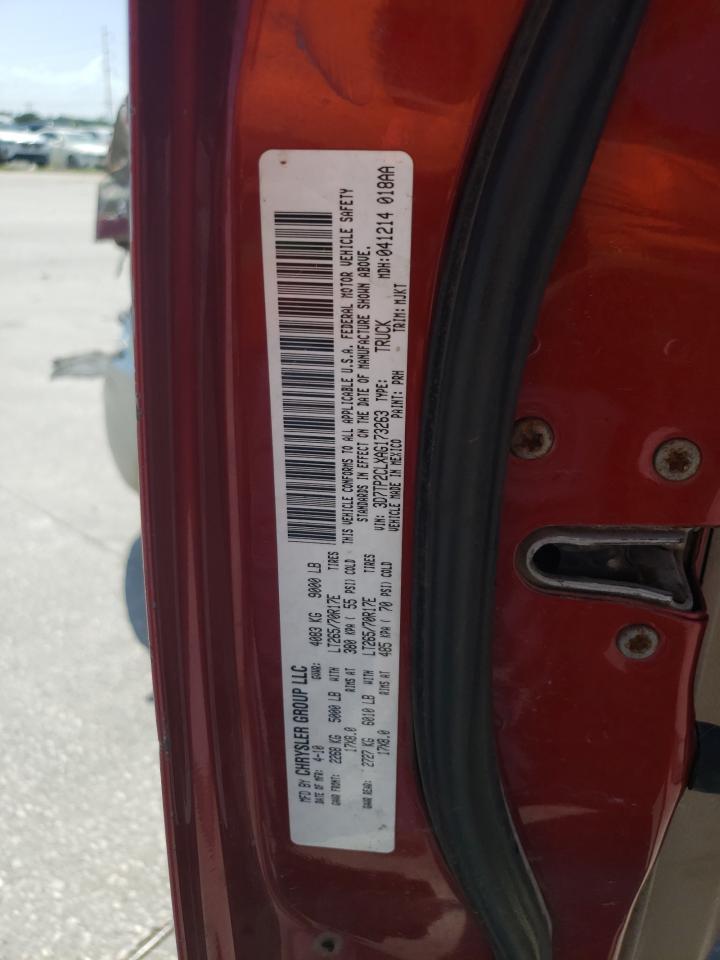 MFD BY CHRYSLER GROUP LLC
DATE OF MFR: 4-10 GVWR: 4083 KG 9000 LB
GAWR FRONT: 2268 KG 5000 LB WITH LT265/70R17E TIRES
17X8.0 RIMS AT 380 KPA ( 55 PSI) COLD
GAWR REAR: 2727 KG 6010 LB WITH LT265/70R17E TIRES
17X8.0 RIMS AT 485 KPA ( 70 PSI) COLD
THIS VEHICLE CONFORMS TO ALL APPLICABLE U.S.A. FEDERAL MOTOR VEHICLE SAFETY
STANDARDS IN EFFECT ON THE DATE OF MANUFACTURE SHOWN ABOVE.
VIN: 3D7TP2CLXAG173263 TYPE: TRUCK MDH:041214 018AA
VEHICLE MADE IN MEXICO PAINT: PRH TRIM: MJKT